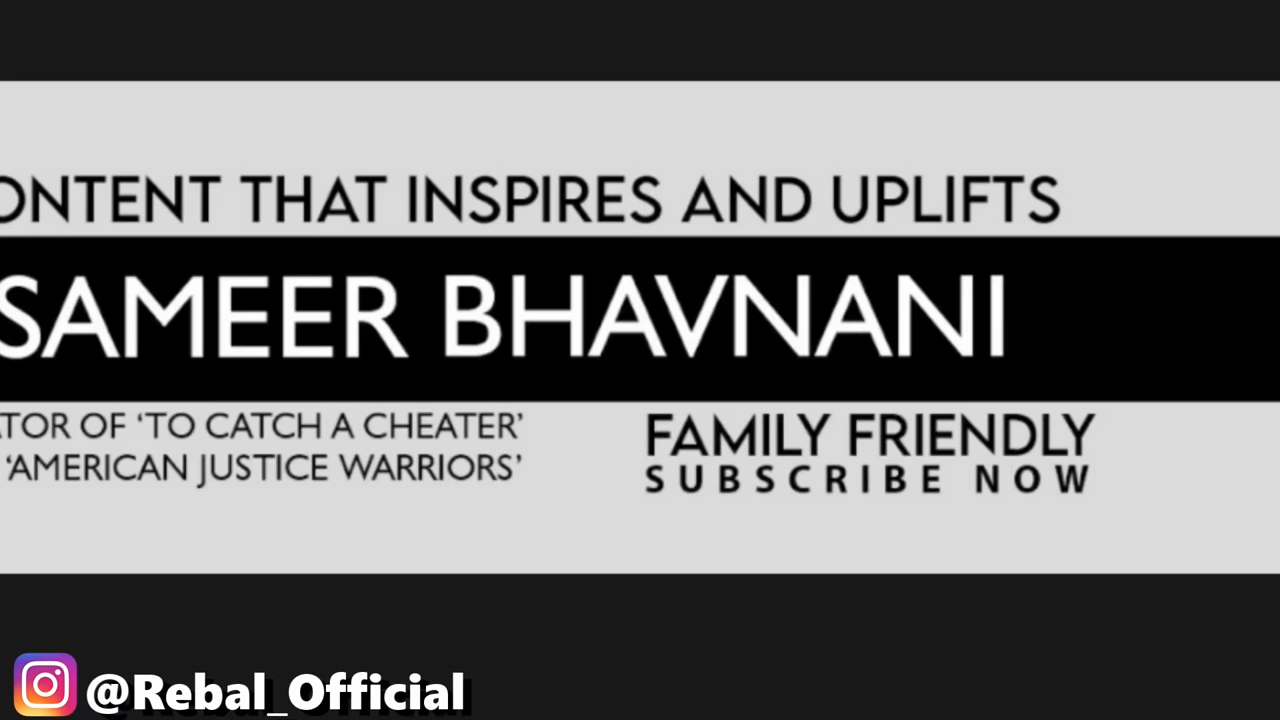 ONTENT THAT INSPIRES AND UPLIFTS
SAMEER BHAVNANI
TOR OF ‘TO CATCH A CHEATER’
‘AMERICAN JUSTICE WARRIORS’
FAMILY FRIENDLY
SUBSCRIBE NOW
@Rebal_Official